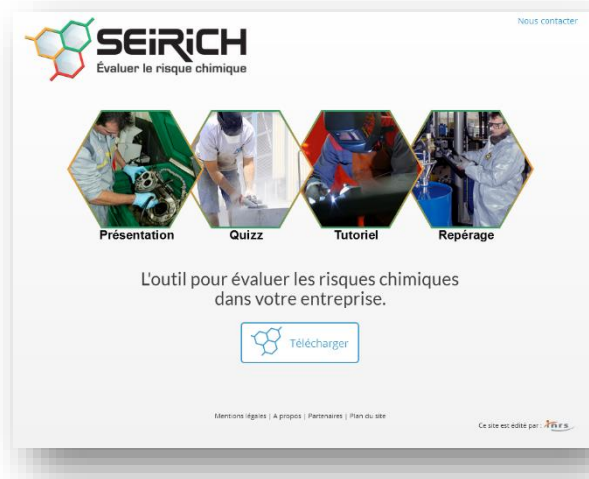 Nous contacter
SEiRiCH
Évaluer le risque chimique
Présentation
Quizz
Tutoriel
Repérage
L'outil pour évaluer les risques chimiques
dans votre entreprise.
Télécharger
Mentions légales | A propos | Partenaires | Plan du site
Ce site est édité par : inrs